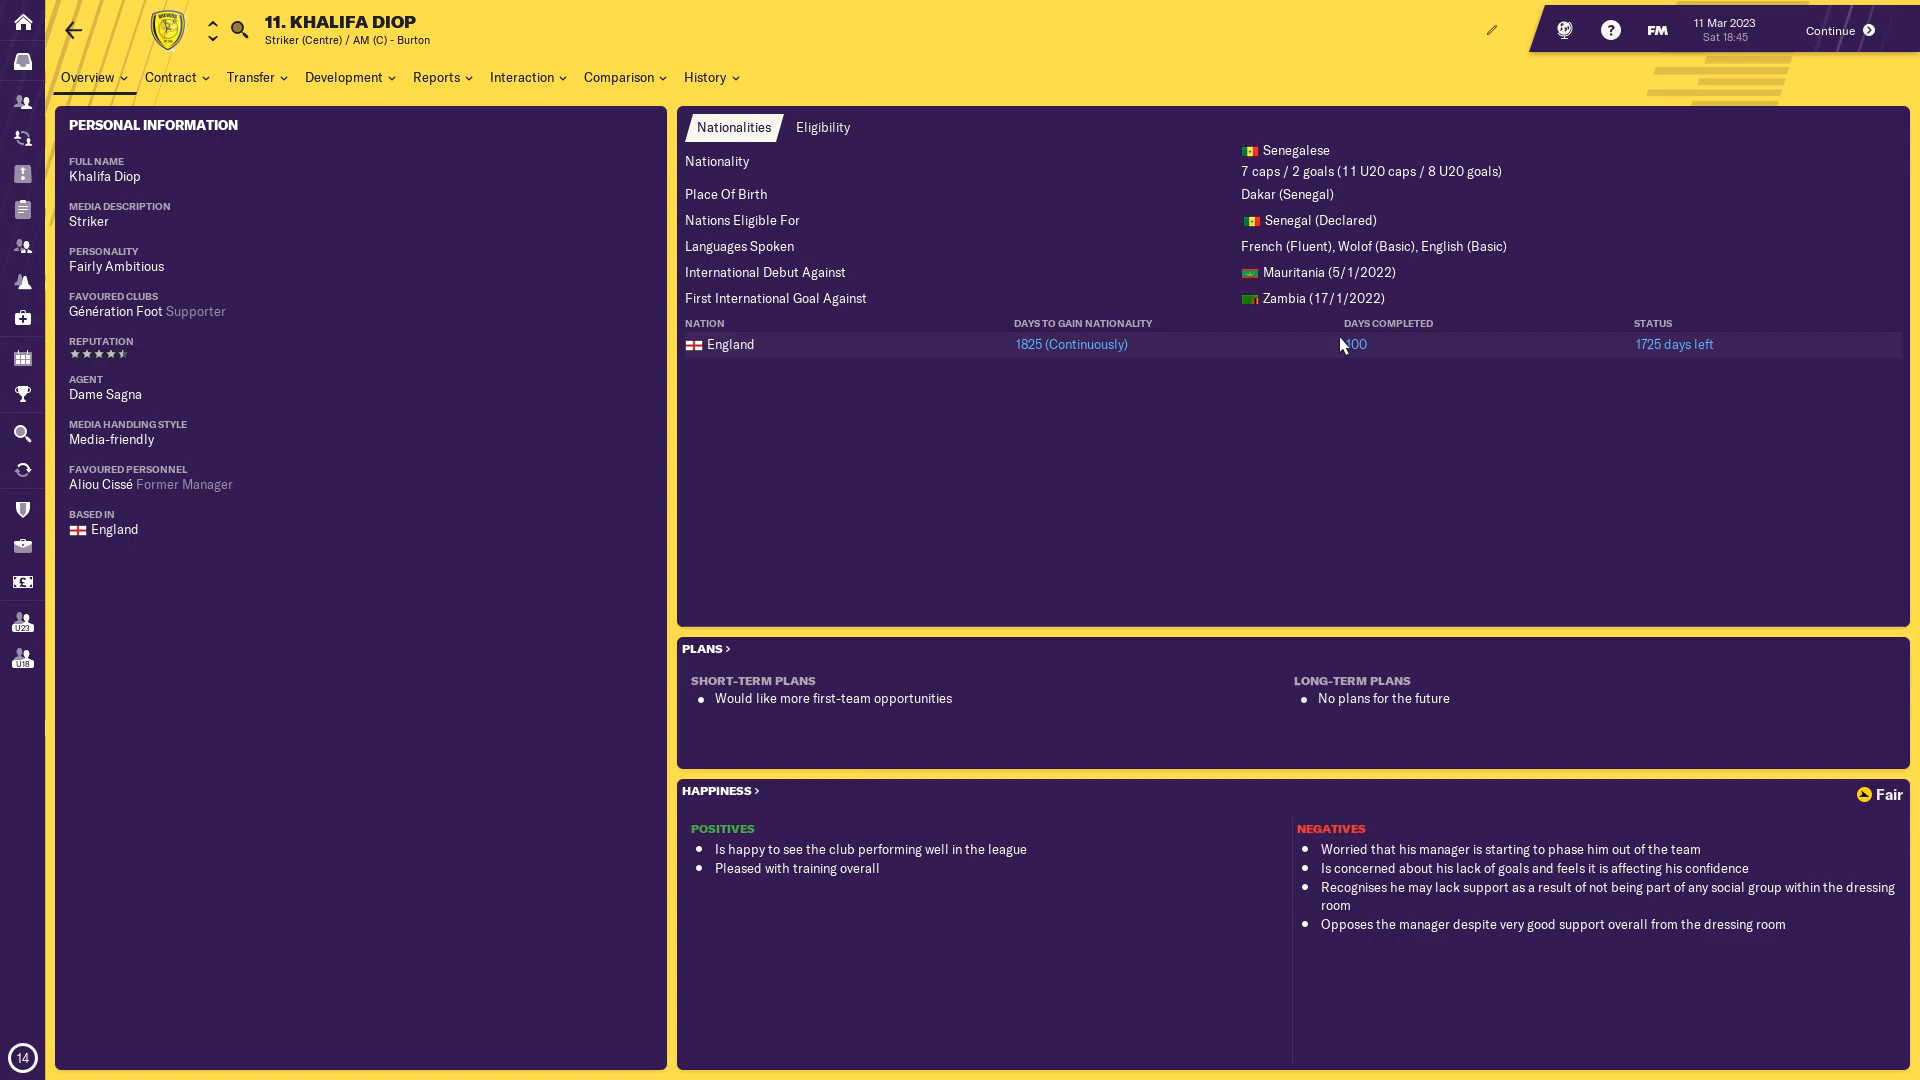 11. KHALIFA DIOP
Striker (Centre) / AM (C) - Burton
FM
11 Mar 2023
Sat 18:45
Continue
Overview
Contract
Transfer
Development
Reports
Interaction
Comparison
History
PERSONAL INFORMATION
FULL NAME
Khalifa Diop
MEDIA DESCRIPTION
Striker
PERSONALITY
Fairly Ambitious
FAVOURED CLUBS
Génération Foot Supporter
REPUTATION
AGENT
Dame Sagna
MEDIA HANDLING STYLE
Media-friendly
FAVOURED PERSONNEL
Aliou Cissé Former Manager
BASED IN
England
Nationalities
Eligibility
Nationality
Senegalese
7 caps / 2 goals (11 U20 caps / 8 U20 goals)
Place Of Birth
Dakar (Senegal)
Nations Eligible For
Senegal (Declared)
Languages Spoken
French (Fluent), Wolof (Basic), English (Basic)
International Debut Against
Mauritania (5/1/2022)
First International Goal Against
Zambia (17/1/2022)
NATION
DAYS TO GAIN NATIONALITY
DAYS COMPLETED
STATUS
England
1825 (Continuously)
100
1725 days left
PLANS >
SHORT-TERM PLANS
Would like more first-team opportunities
LONG-TERM PLANS
No plans for the future
HAPPINESS >
Fair
POSITIVES
Is happy to see the club performing well in the league
Pleased with training overall
NEGATIVES
Worried that his manager is starting to phase him out of the team
Is concerned about his lack of goals and feels it is affecting his confidence
Recognises he may lack support as a result of not being part of any social group within the dressing
room
Opposes the manager despite very good support overall from the dressing room
U23
U18
14